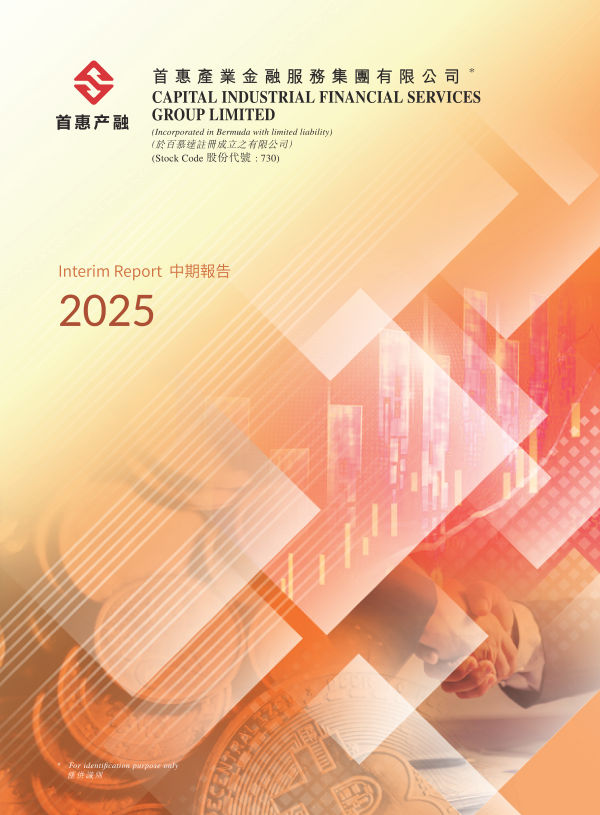 首惠产融
首惠產業金融服務集團有限公司*
CAPITAL INDUSTRIAL FINANCIAL SERVICES
GROUP LIMITED
(Incorporated in Bermuda with limited liability)
(於百慕達註冊成立之有限公司)
(Stock Code 股份代號 : 730)
Interim Report 中期報告
2025
* For identification purpose only
僅供識別